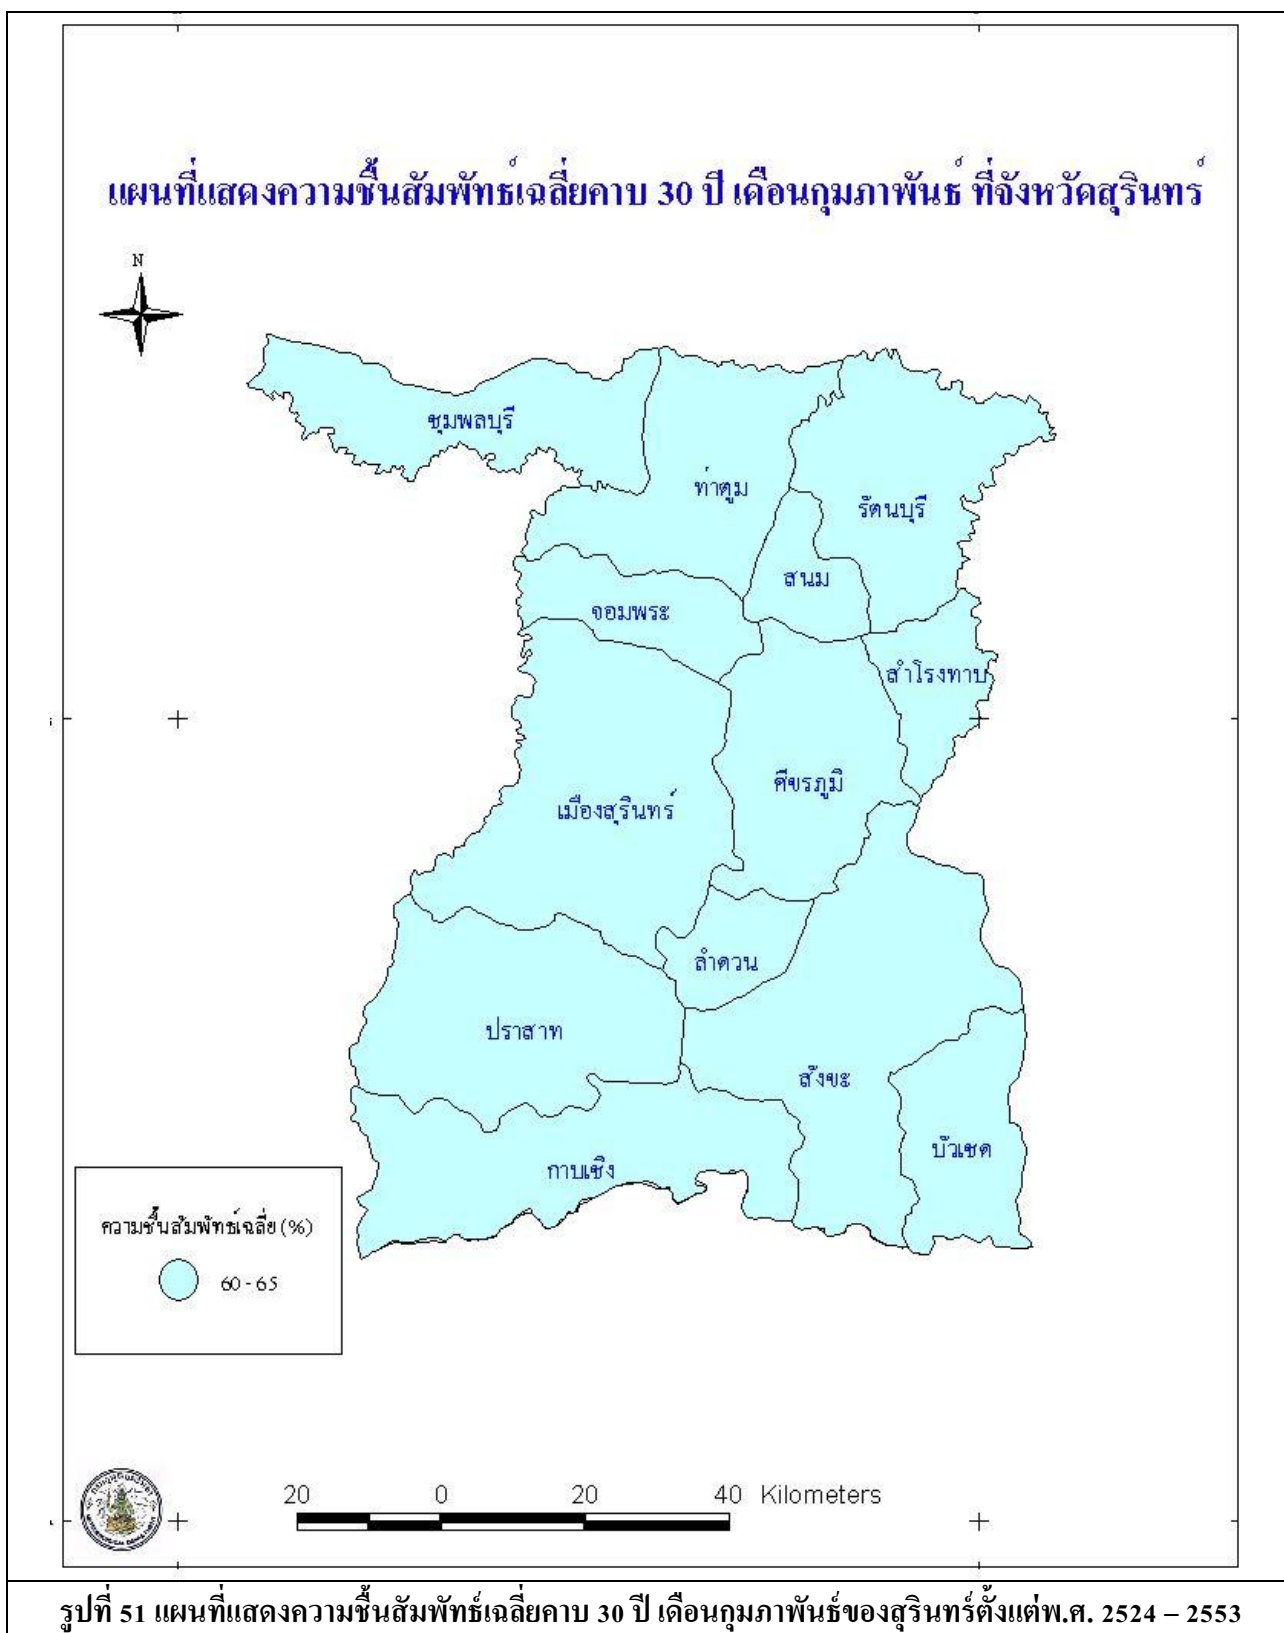 แผนที่แสดงความชื้นสัมพัทธ์เฉลี่ยคาบ 30 ปี เดือนกุมภาพันธ์ ที่จังหวัดสุรินทร์
N
ชุมพลบุรี
ท่าตูม
รัตนบุรี
สนม
จอมพระ
สำโรงทาบ
ศีขรภูมิ
เมืองสุรินทร์
ลำดวน
ปราสาท
สังขะ
บัวเชด
กาบเชิง
ความชื้นสัมพัทธ์เฉลี่ย (%)
60 - 65
20 0 20 40 Kilometers
รูปที่ 51 แผนที่แสดงความชื้นสัมพัทธ์เฉลี่ยคาบ 30 ปี เดือนกุมภาพันธ์ของสุรินทร์ตั้งแต่พ.ศ. 2524 – 2553